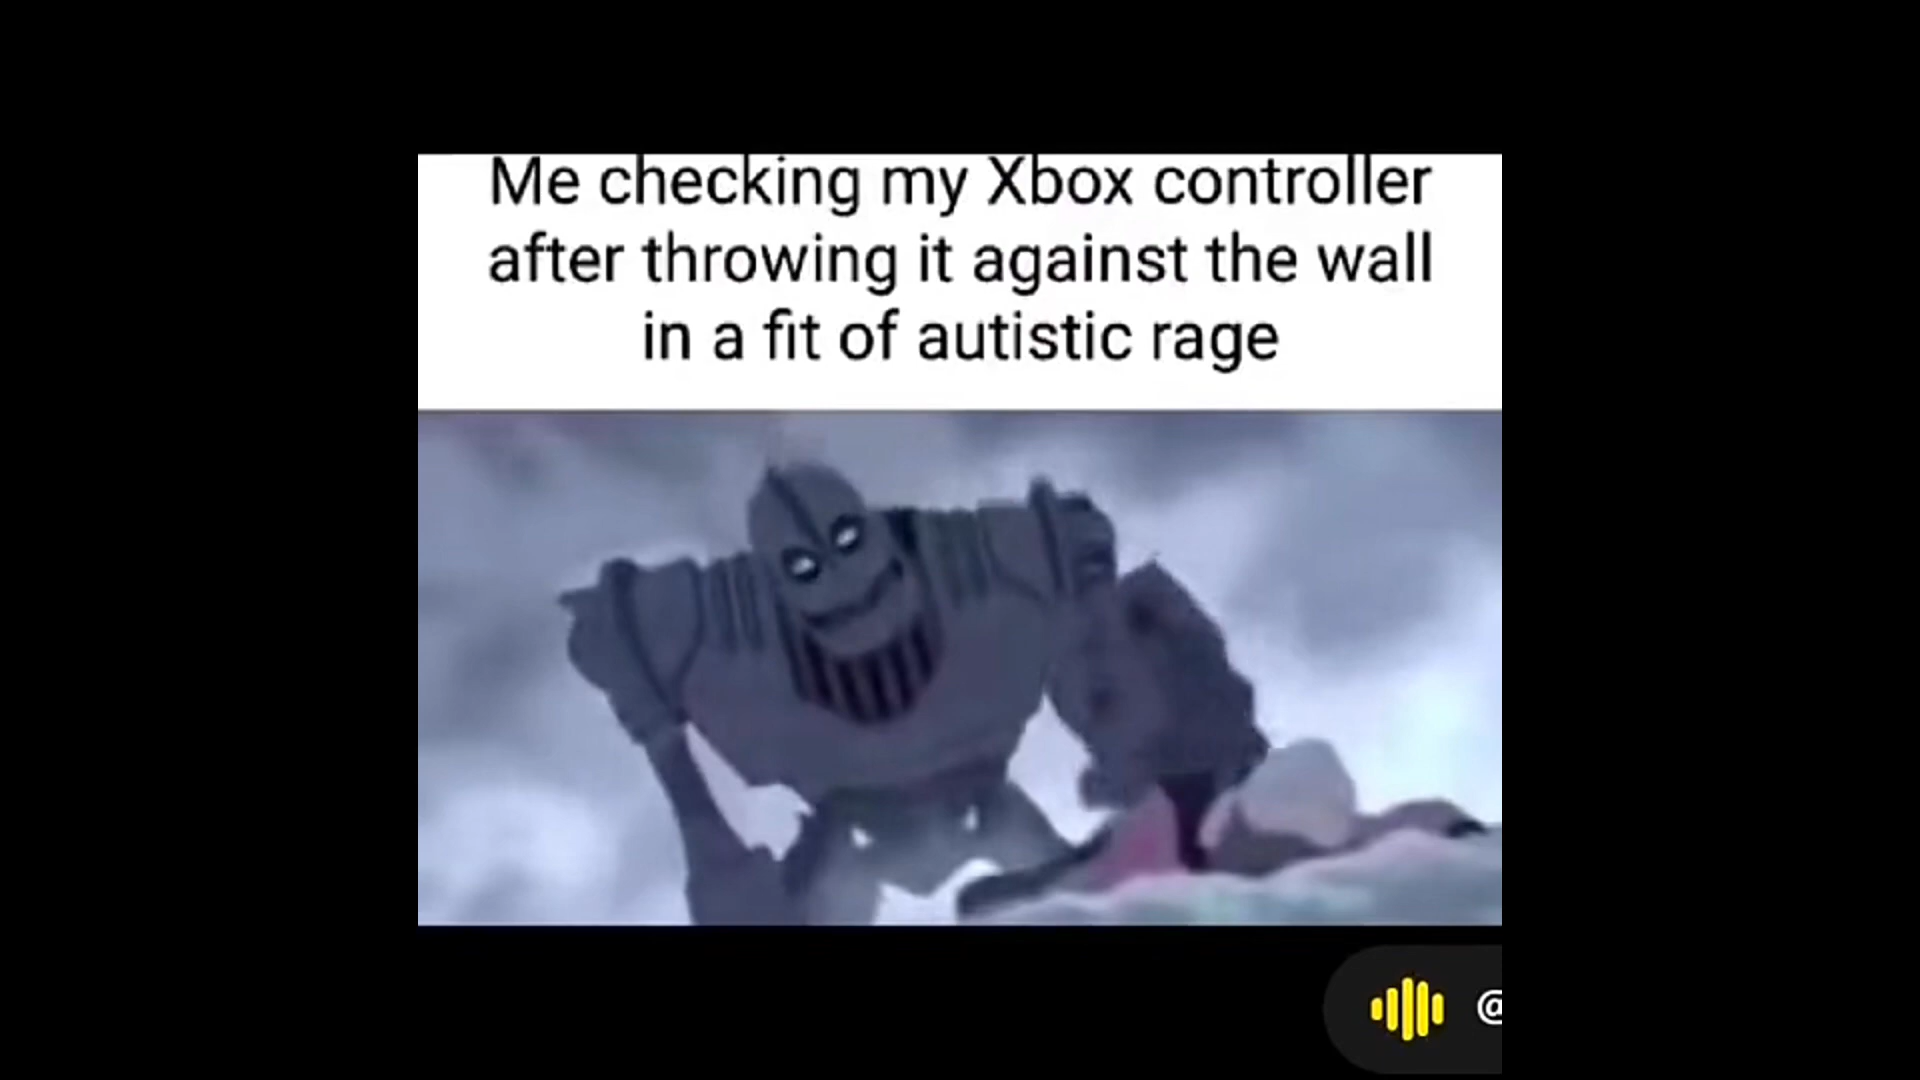 Me checking my Xbox controller
after throwing it against the wall
in a fit of autistic rage
@